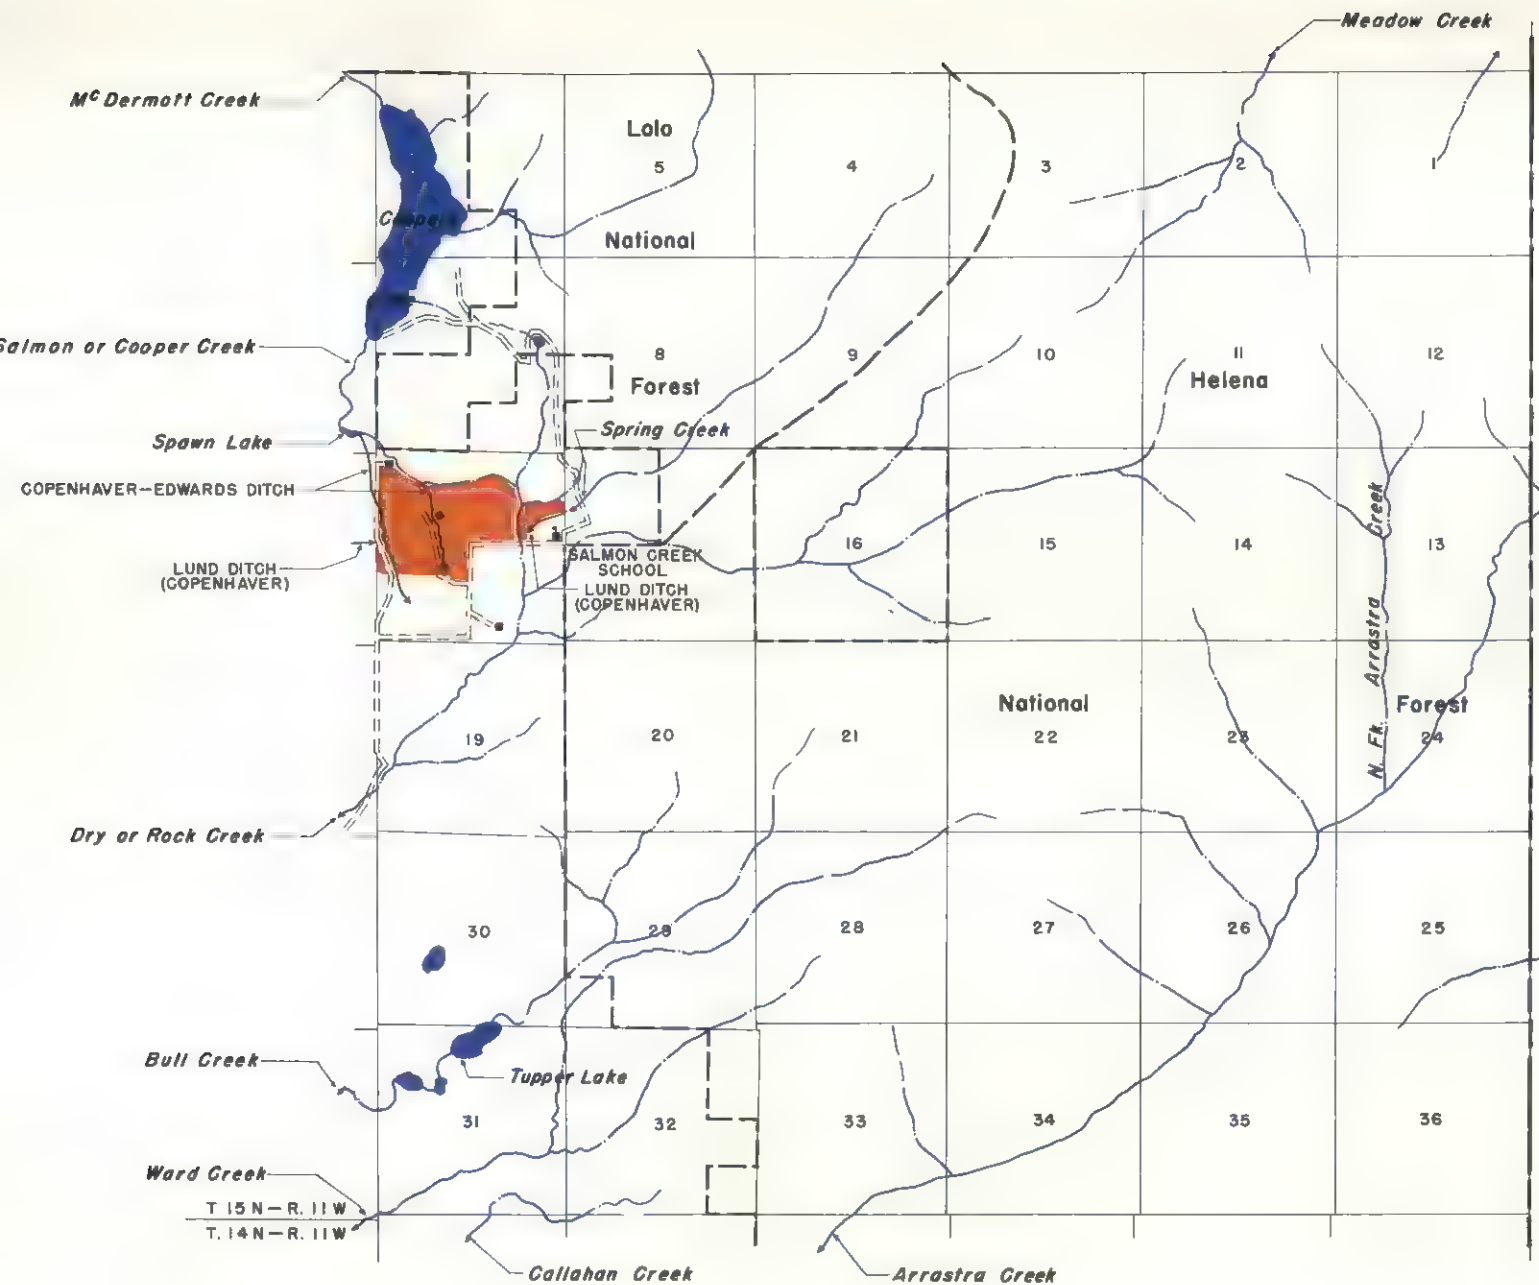 Meadow Creek
Mc Dermott Creek
Lolo
5
4
3
2
1
National
Salmon or Cooper Creek
8
9
10
11
12
Forest
Helena
Spring Creek
Spawn Lake
COPENHAVER-EDWARDS DITCH
N. Fk. Arrastra Creek
SALMON CREEK
SCHOOL
16
15
14
13
LUND DITCH
(COPENHAVER)
LUND DITCH
(COPENHAVER)
National
Forest
19
20
21
22
23
24
Dry or Rock Creek
30
29
28
27
26
25
Bull Creek
Tupper Lake
31
32
33
34
35
36
Ward Creek
T. 15 N - R. 11 W
T. 14 N - R. 11 W
Callahan Creek
Arrastra Creek